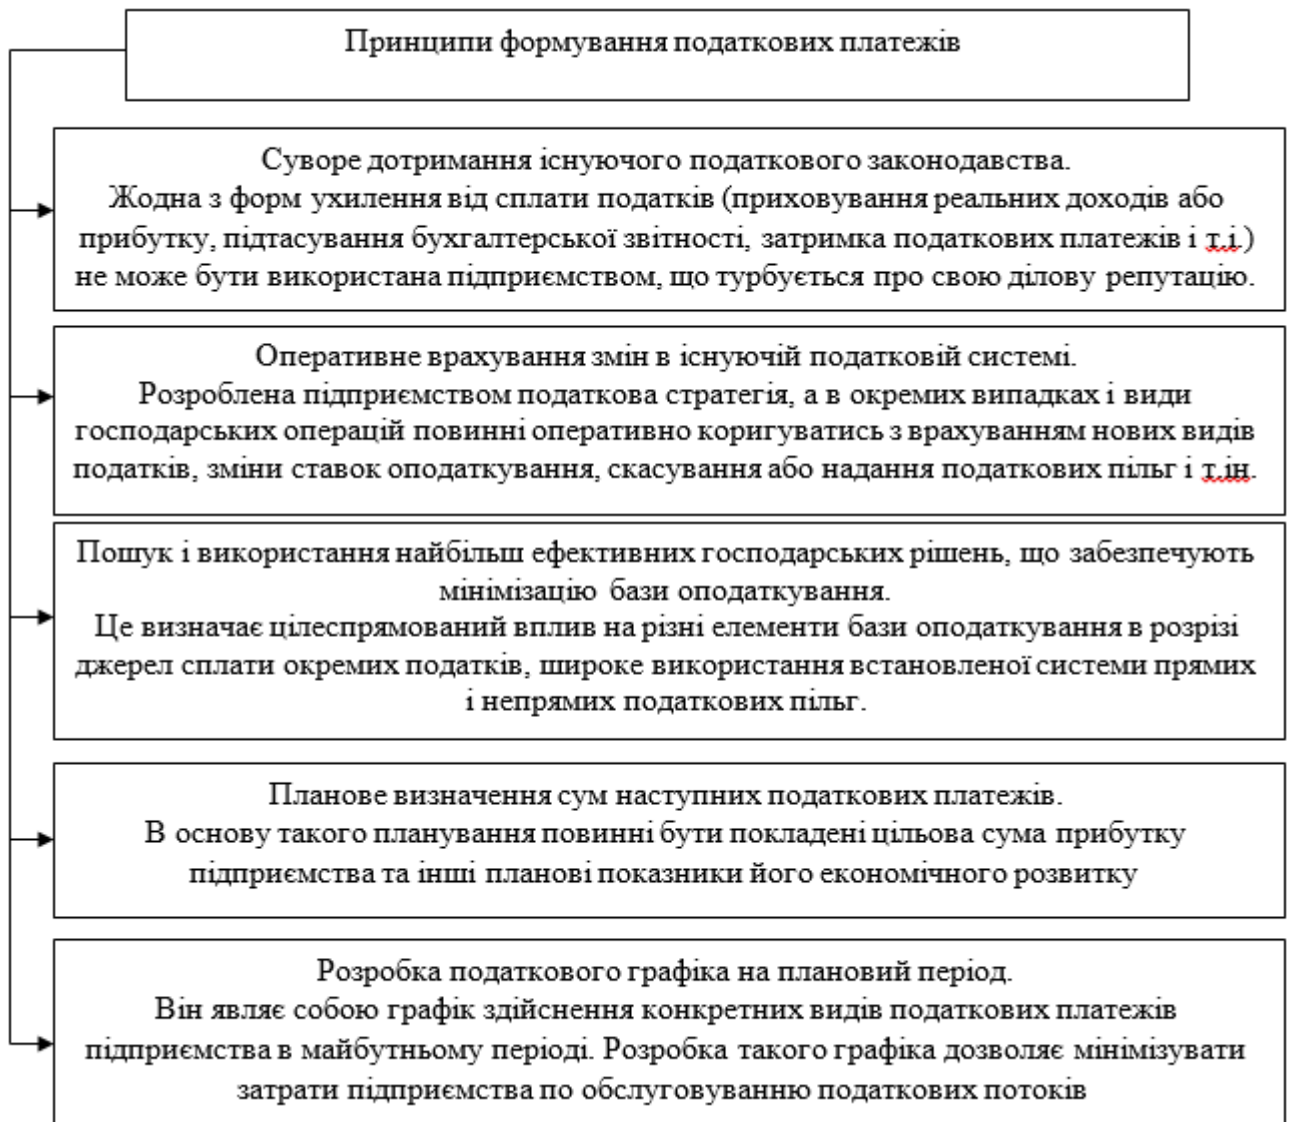 Принципи формування податкових платежів
Суворе дотримання існуючого податкового законодавства.
Жодна з форм ухилення від сплати податків (приховування реальних доходів або
прибутку, підтасування бухгалтерської звітності, затримка податкових платежів і т.і.)
не може бути використана підприємством, що турбується про свою ділову репутацію.
Оперативне врахування змін в існуючій податковій системі.
Розроблена підприємством податкова стратегія, а в окремих випадках і види
господарських операцій повинні оперативно коригуватись з врахуванням нових видів
податків, зміни ставок оподаткування, скасування або надання податкових пільг і т.ін.
Пошук і використання найбільш ефективних господарських рішень, що забезпечують
мінімізацію бази оподаткування.
Це визначає цілеспрямований вплив на різні елементи бази оподаткування в розрізі
джерел сплати окремих податків, широке використання встановленої системи прямих
і непрямих податкових пільг.
Планове визначення сум наступних податкових платежів.
В основу такого планування повинні бути покладені цільова сума прибутку
підприємства та інші планові показники його економічного розвитку
Розробка податкового графіка на плановий період.
Він являє собою графік здійснення конкретних видів податкових платежів
підприємства в майбутньому періоді. Розробка такого графіка дозволяє мінімізувати
затрати підприємства по обслуговуванню податкових потоків